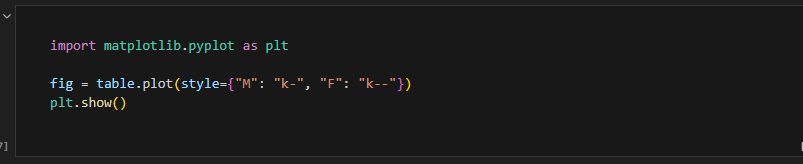 import matplotlib.pyplot as plt
fig = table.plot(style={"M": "k-", "F": "k--"})
plt.show()